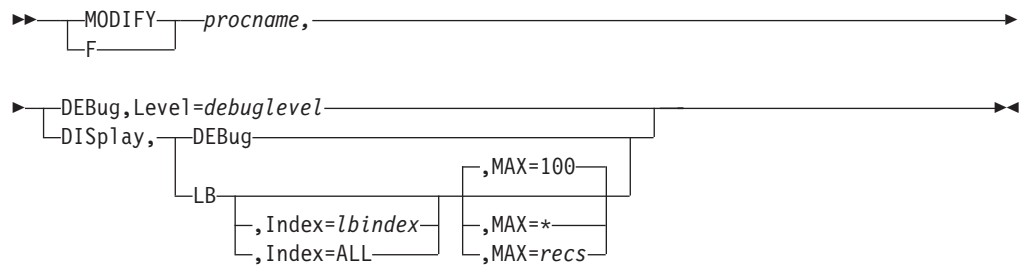 MODIFY procname,
F
DEBug,Level=debuglevel
DISplay, DEBug
,MAX=100
LB
,Index=lbindex ,MAX=*
,Index=ALL ,MAX=recs